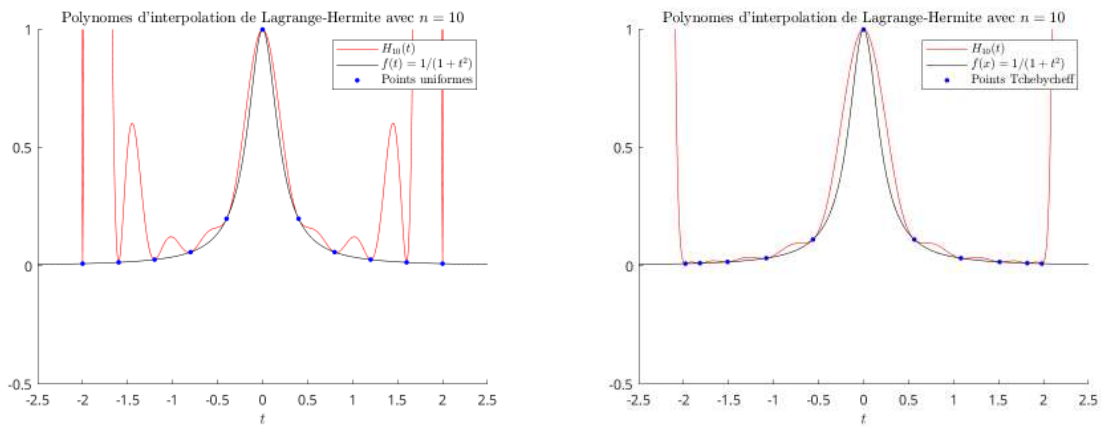 Polynomes d'interpolation de Lagrange-Hermite avec n = 10
H₁₀(t)
f(t) = 1/(1 + t²)
Points uniformes
1
0.5
0
-0.5
-2.5 -2 -1.5 -1 -0.5 0 0.5 1 1.5 2 2.5
t
Polynomes d'interpolation de Lagrange-Hermite avec n = 10
H₁₀(t)
f(x) = 1/(1 + t²)
Points Tchebycheff
1
0.5
0
-0.5
-2.5 -2 -1.5 -1 -0.5 0 0.5 1 1.5 2 2.5
t